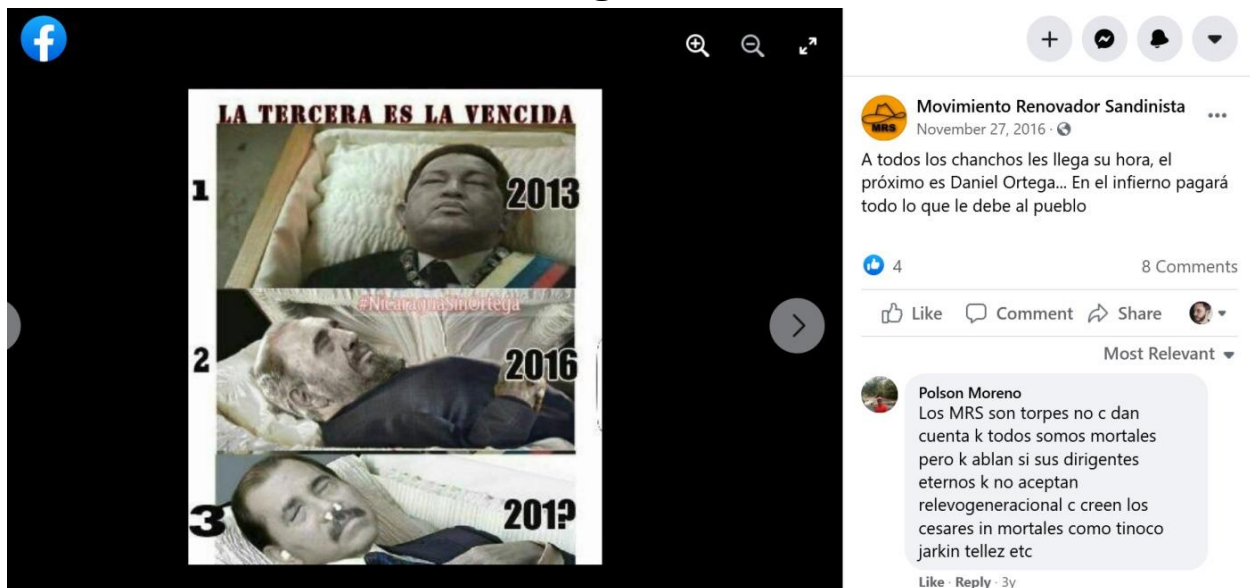 LA TERCERA ES LA VENCIDA
1
2013
#NicaraguaSinOrtega
2
2016
3
201?
Movimiento Renovador Sandinista
MRS
November 27, 2016
A todos los chanchos les llega su hora, el
próximo es Daniel Ortega... En el infierno pagará
todo lo que le debe al pueblo
4
8 Comments
Like Comment Share
Most Relevant
Polson Moreno
Los MRS son torpes no c dan
cuenta k todos somos mortales
pero k ablan si sus dirigentes
eternos k no aceptan
relevogeneracional c creen los
cesares in mortales como tinoco
jarkin tellez etc
Like · Reply · 3y